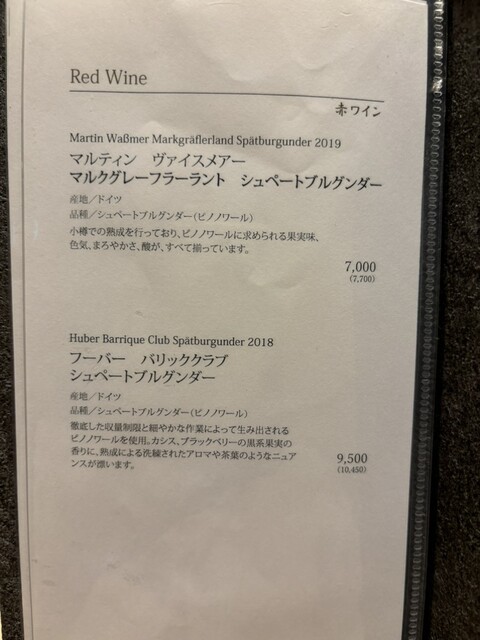 Red Wine
赤ワイン
Martin Waßmer Markgräflerland Spätburgunder 2019
マルティン　ヴァイスメアー
マルクグレーフラーラント　シュペートブルグンダー
産地／ドイツ
品種／シュペートブルグンダー（ピノノワール）
小樽での熟成を行っており、ピノノワールに求められる果実味、
色気、まろやかさ、酸が、すべて揃っています。
7,000
(7,700)
Huber Barrique Club Spätburgunder 2018
フーバー　バリッククラブ
シュペートブルグンダー
産地／ドイツ
品種／シュペートブルグンダー（ピノノワール）
徹底した収量制限と細やかな作業によって生み出される
ピノノワールを使用。カシス、ブラックベリーの黒系果実の
香りに、熟成による洗練されたアロマや茶葉のようなニュア
ンスが漂います。
9,500
(10,450)